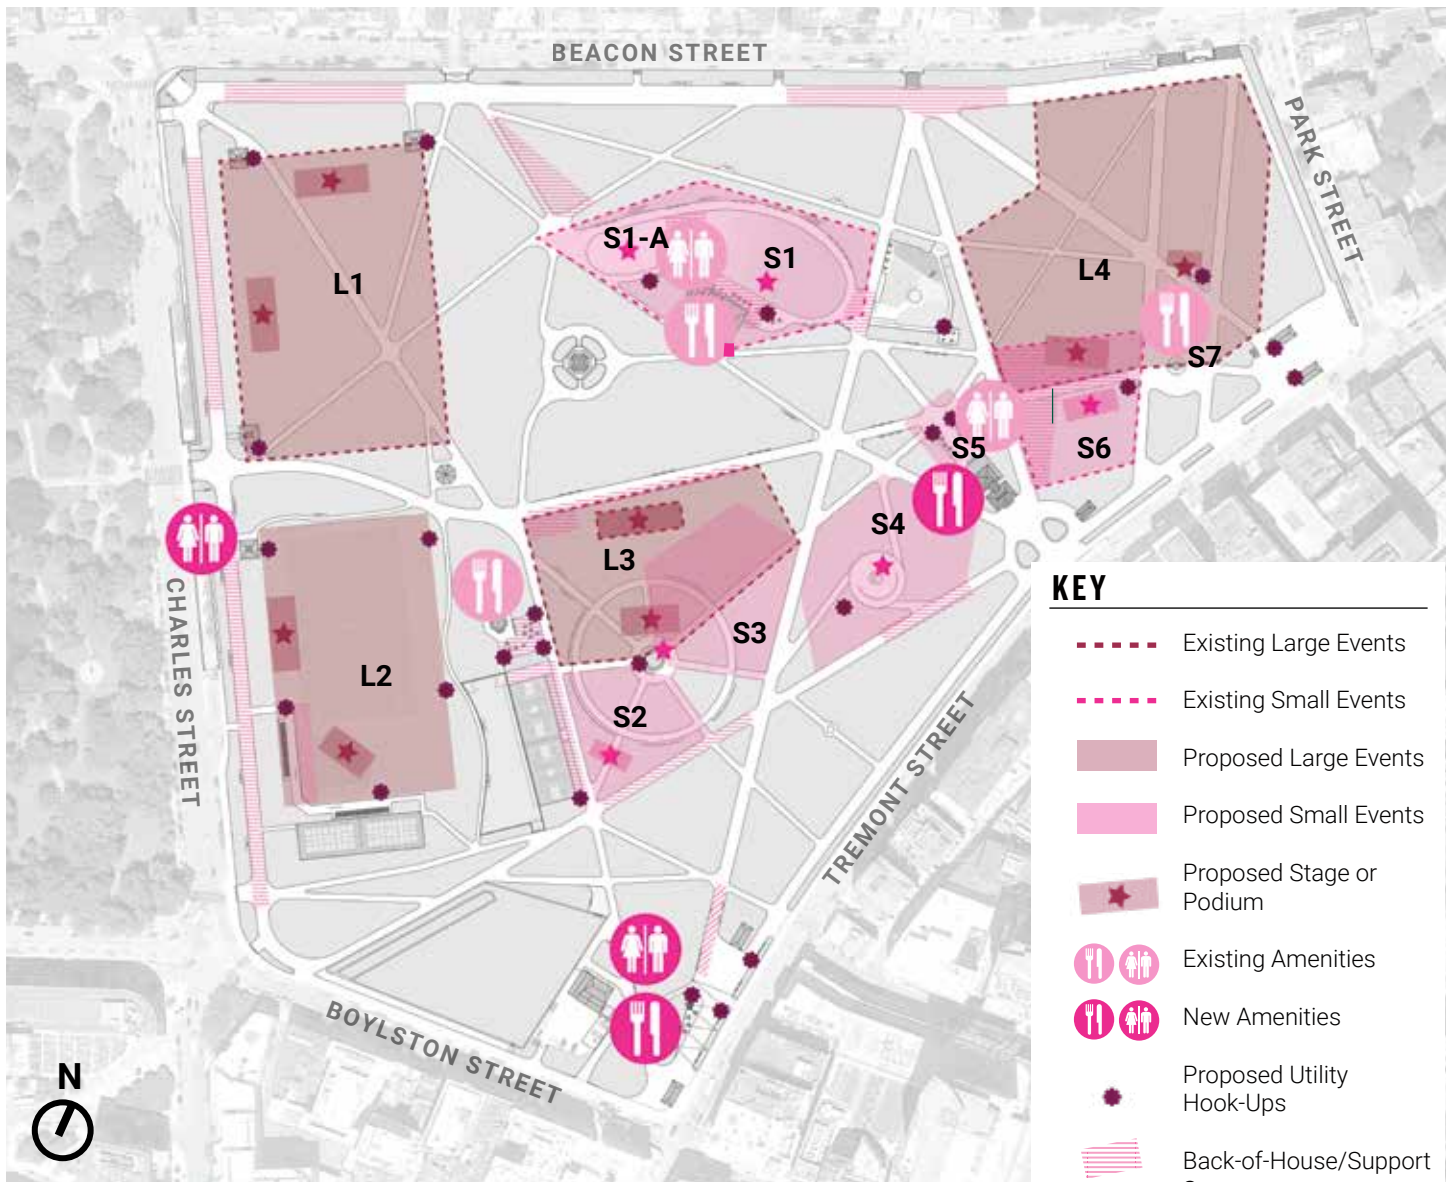 BEACON STREET
PARK STREET
S1-A
S1
L1
L4
S7
S5
S6
S4
L3
S3
L2
S2
CHARLES STREET
TREMONT STREET
BOYLSTON STREET
N
KEY
Existing Large Events
Existing Small Events
Proposed Large Events
Proposed Small Events
Proposed Stage or
Podium
Existing Amenities
New Amenities
Proposed Utility
Hook-Ups
Back-of-House/Support